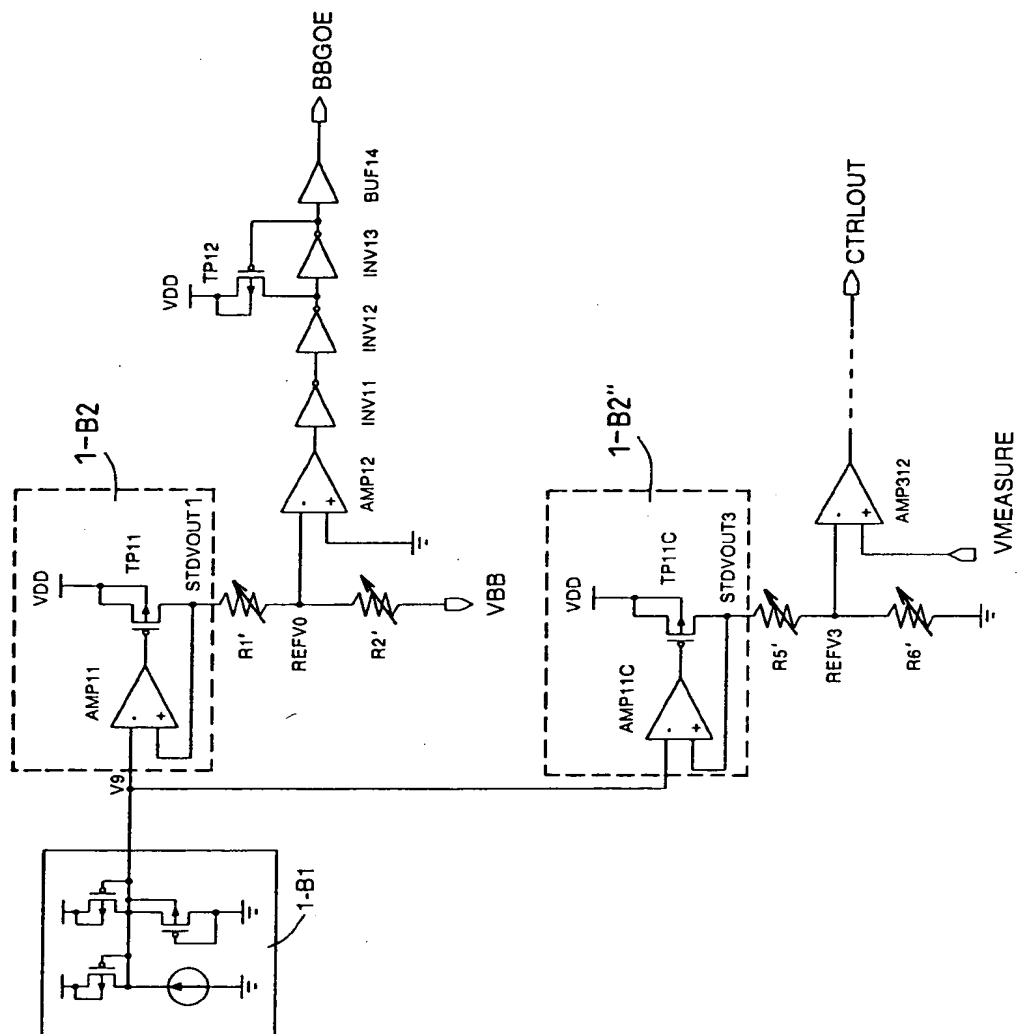 1-B1
V9
1-B2
VDD
AMP11
-
+
TP11
STDVOUT1
R1'
REFV0
R2'
VBB
-
+
AMP12
INV11
INV12
VDD
TP12
INV13
BUF14
BBGOE
1-B2"
VDD
AMP11C
-
+
TP11C
STDVOUT3
R5'
REFV3
R6'
-
+
AMP312
VMEASURE
CTRLOUT